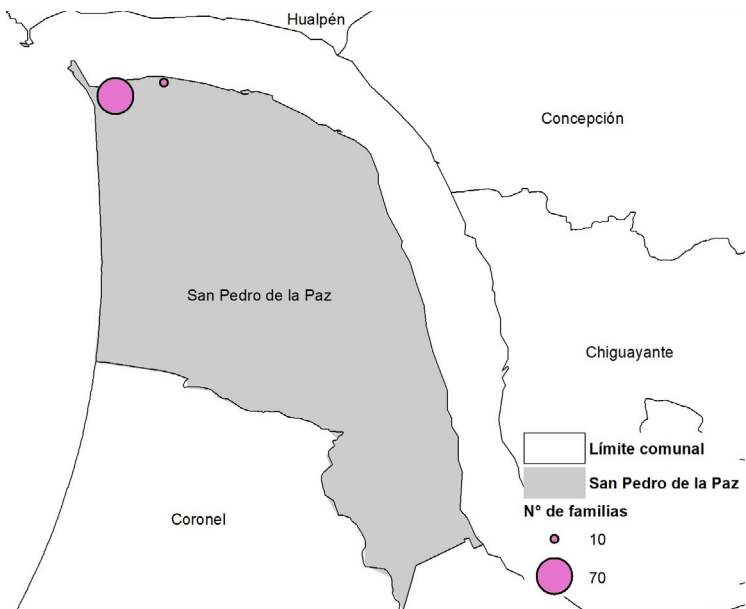 Hualpén
Concepción
San Pedro de la Paz
Chiguayante
Límite comunal
San Pedro de la Paz
N° de familias
Coronel
10
70